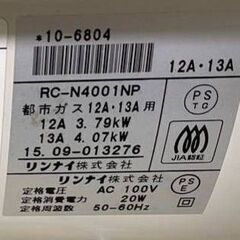 *10-6804
12A・13A
RC-N4001NP
都市ガス12A・13A用
12A 3.79kW
13A 4.07kW
15.09-013276
リンナイ株式会社
PS
TG
JIA認証
リンナイ株式会社
定格電圧 AC 100V
定格消費電力 20W
定格周波数 50-60Hz
PS
E